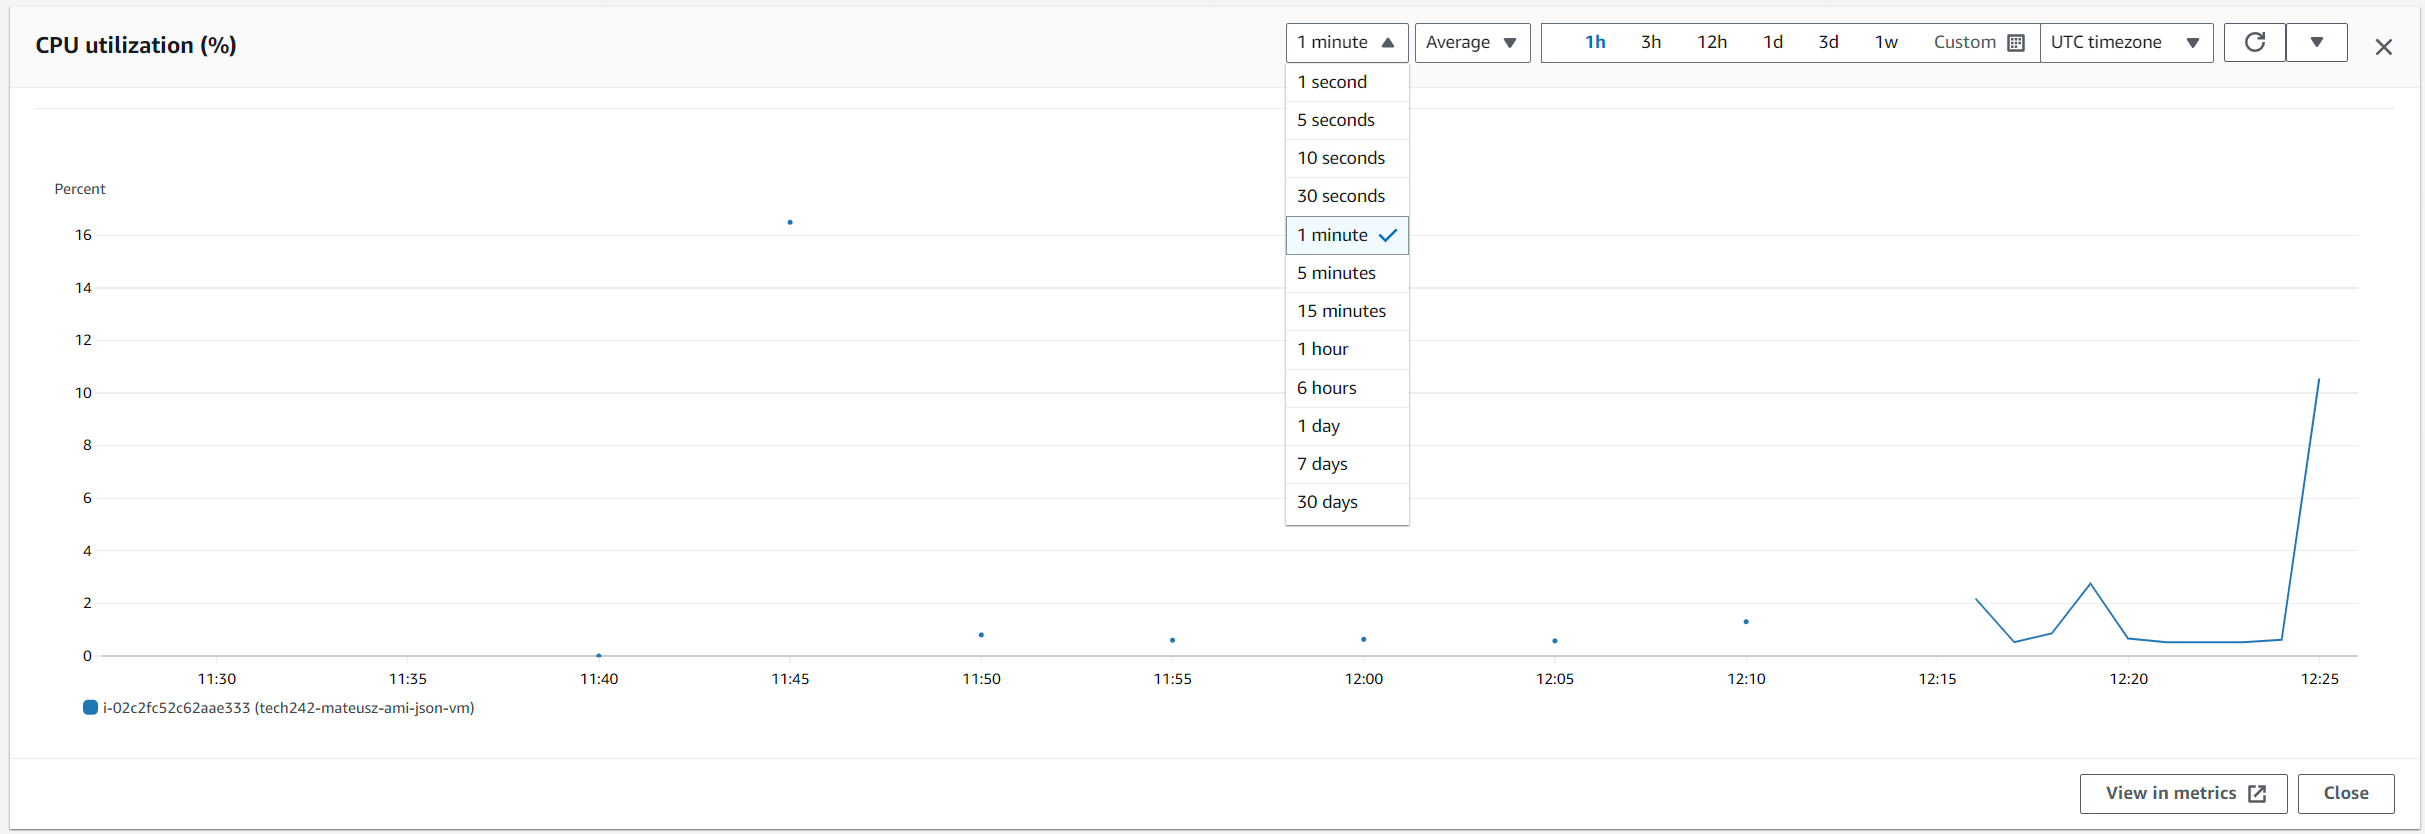 CPU utilization (%)
1 minute Average 1h 3h 12h 1d 3d 1w Custom UTC timezone
1 second
5 seconds
10 seconds
30 seconds
1 minute
5 minutes
15 minutes
1 hour
6 hours
1 day
7 days
30 days
Percent
16
14
12
10
8
6
4
2
0
11:30 11:35 11:40 11:45 11:50 11:55 12:00 12:05 12:10 12:15 12:20 12:25
i-02c2fc52c62aae333 (tech242-mateusz-ami-json-vm)
View in metrics Close